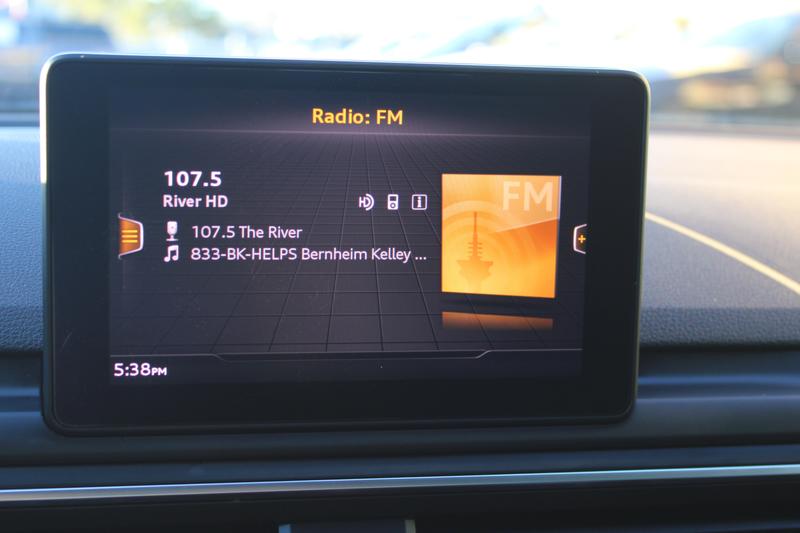 Radio: FM
107.5
River HD
FM
107.5 The River
833-BK-HELPS Bernheim Kelley ...
5:38PM